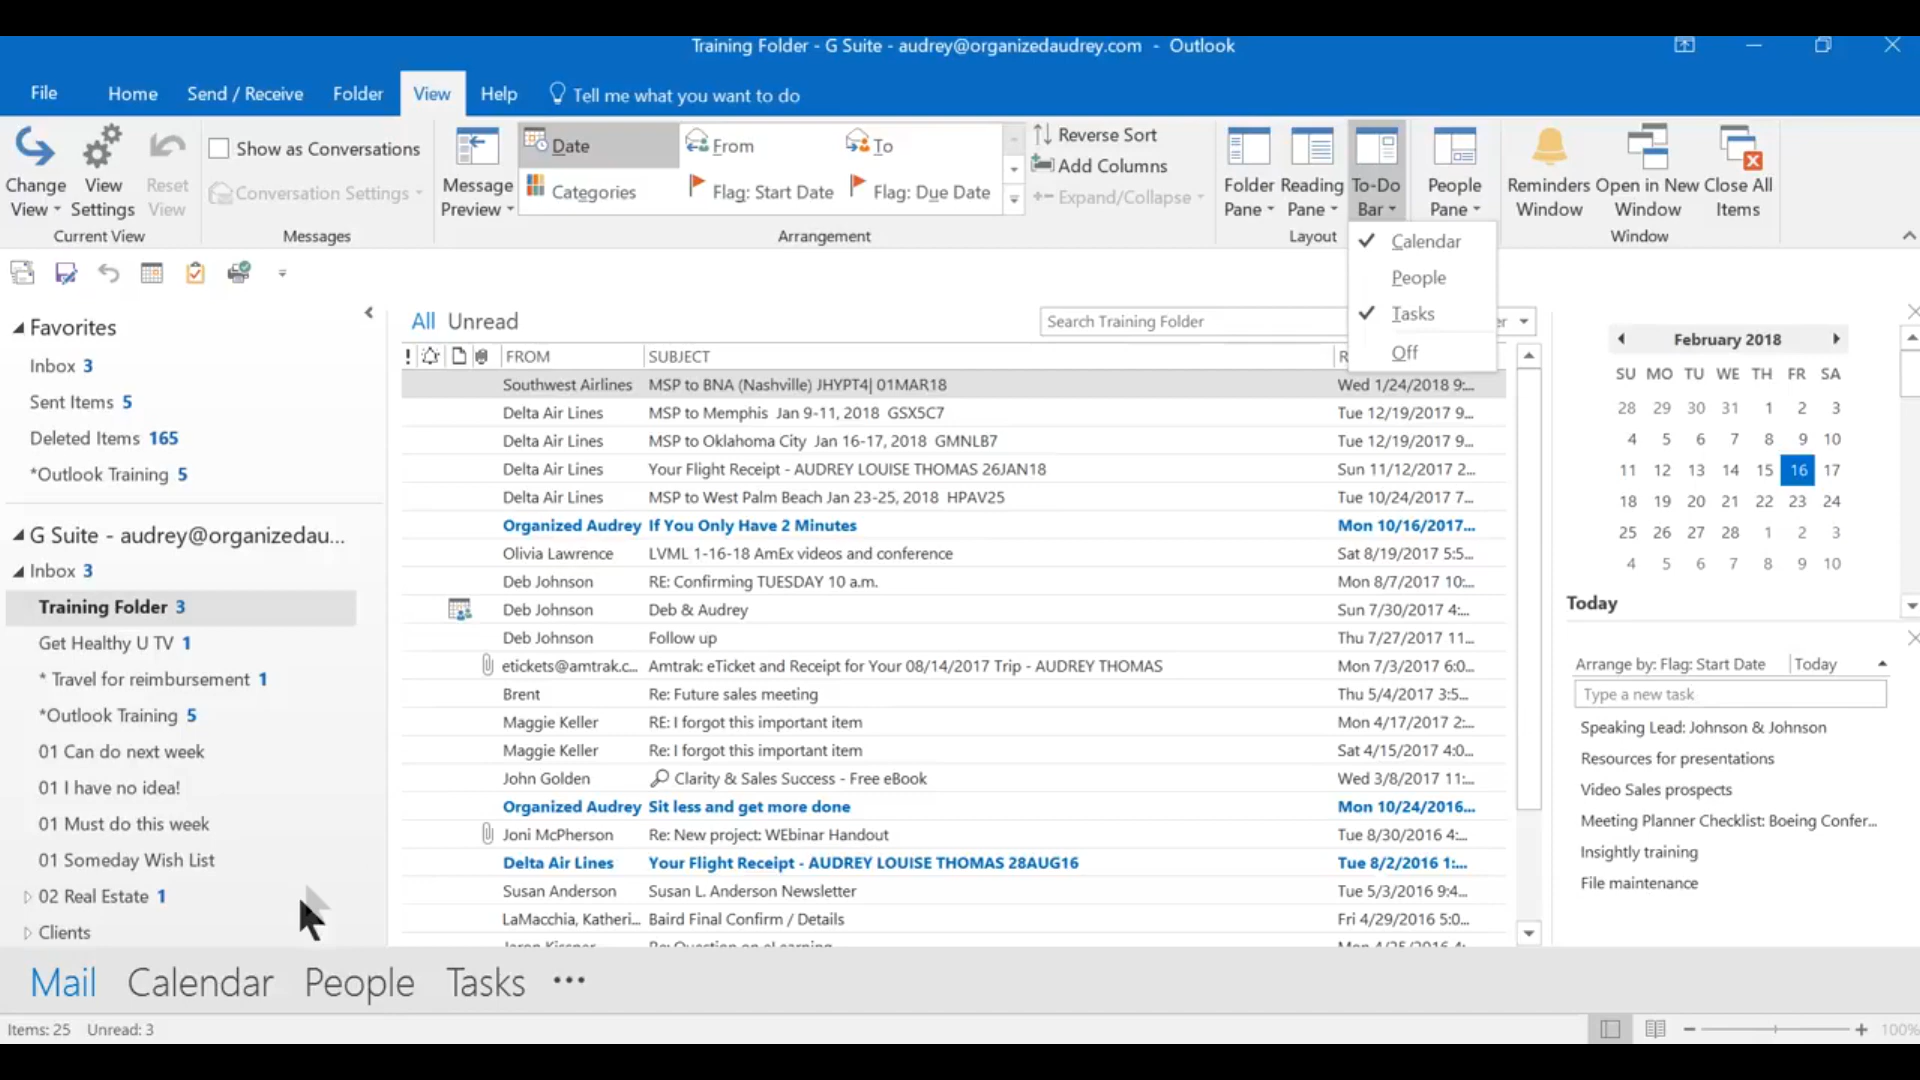 Training Folder - G Suite - audrey@organizedaudrey.com - Outlook
File Home Send / Receive Folder View Help Tell me what you want to do
Change View
View Settings
Reset View
Current View
Show as Conversations
Conversation Settings
Messages
Message Preview
Date From To
Categories Flag: Start Date Flag: Due Date
Reverse Sort
Add Columns
Expand/Collapse
Arrangement
Folder Pane
Reading Pane
To-Do Bar
People Pane
Layout
Reminders Window
Open in New Window
Close All Items
Window
Calendar
People
Tasks
Off
Favorites
Inbox 3
Sent Items 5
Deleted Items 165
*Outlook Training 5
G Suite - audrey@organizedau...
Inbox 3
Training Folder 3
Get Healthy U TV 1
* Travel for reimbursement 1
*Outlook Training 5
01 Can do next week
01 I have no idea!
01 Must do this week
01 Someday Wish List
02 Real Estate 1
Clients
All Unread
Search Training Folder
! FROM SUBJECT
Southwest Airlines MSP to BNA (Nashville) JHYPT4| 01MAR18 Wed 1/24/2018 9:...
Delta Air Lines MSP to Memphis Jan 9-11, 2018 GSX5C7 Tue 12/19/2017 9...
Delta Air Lines MSP to Oklahoma City Jan 16-17, 2018 GMNLB7 Tue 12/19/2017 9...
Delta Air Lines Your Flight Receipt - AUDREY LOUISE THOMAS 26JAN18 Sun 11/12/2017 2...
Delta Air Lines MSP to West Palm Beach Jan 23-25, 2018 HPAV25 Tue 10/24/2017 7...
Organized Audrey If You Only Have 2 Minutes Mon 10/16/2017...
Olivia Lawrence LVML 1-16-18 AmEx videos and conference Sat 8/19/2017 5:5...
Deb Johnson RE: Confirming TUESDAY 10 a.m. Mon 8/7/2017 10:...
Deb Johnson Deb & Audrey Sun 7/30/2017 4:...
Deb Johnson Follow up Thu 7/27/2017 11...
etickets@amtrak.c... Amtrak: eTicket and Receipt for Your 08/14/2017 Trip - AUDREY THOMAS Mon 7/3/2017 6:0...
Brent Re: Future sales meeting Thu 5/4/2017 3:5...
Maggie Keller RE: I forgot this important item Mon 4/17/2017 2:...
Maggie Keller Re: I forgot this important item Sat 4/15/2017 4:0...
John Golden Clarity & Sales Success - Free eBook Wed 3/8/2017 11:...
Organized Audrey Sit less and get more done Mon 10/24/2016...
Joni McPherson Re: New project: WEbinar Handout Tue 8/30/2016 4:...
Delta Air Lines Your Flight Receipt - AUDREY LOUISE THOMAS 28AUG16 Tue 8/2/2016 1:...
Susan Anderson Susan L. Anderson Newsletter Tue 5/3/2016 9:4...
LaMacchia, Katheri... Baird Final Confirm / Details Fri 4/29/2016 5:0...
February 2018
SU MO TU WE TH FR SA
28 29 30 31 1 2 3
4 5 6 7 8 9 10
11 12 13 14 15 16 17
18 19 20 21 22 23 24
25 26 27 28 1 2 3
4 5 6 7 8 9 10
Today
Arrange by: Flag: Start Date Today
Type a new task
Speaking Lead: Johnson & Johnson
Resources for presentations
Video Sales prospects
Meeting Planner Checklist: Boeing Confer...
Insightly training
File maintenance
Mail Calendar People Tasks ...
Items: 25 Unread: 3
100%